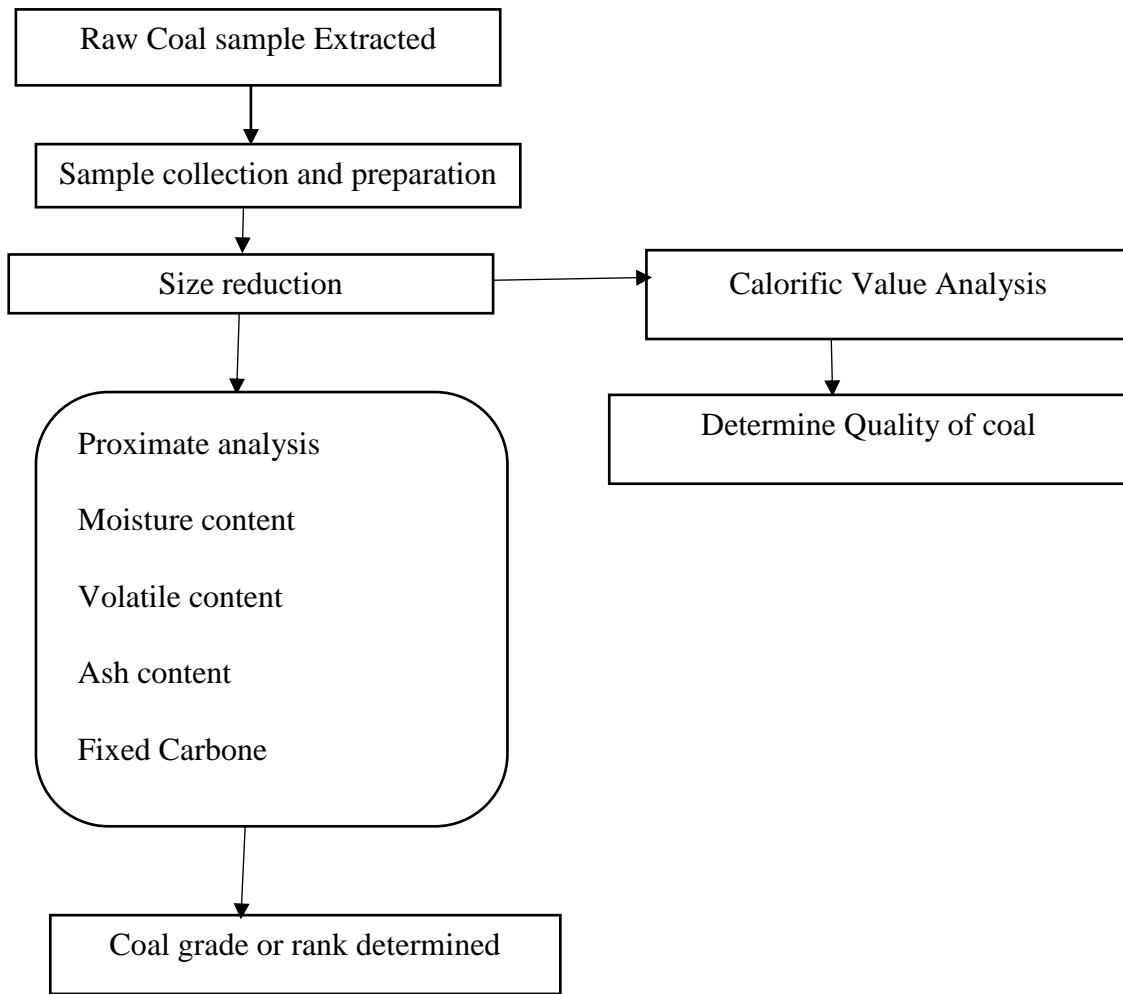 Raw Coal sample Extracted
Sample collection and preparation
Size reduction
Calorific Value Analysis
Determine Quality of coal
Proximate analysis
Moisture content
Volatile content
Ash content
Fixed Carbone
Coal grade or rank determined